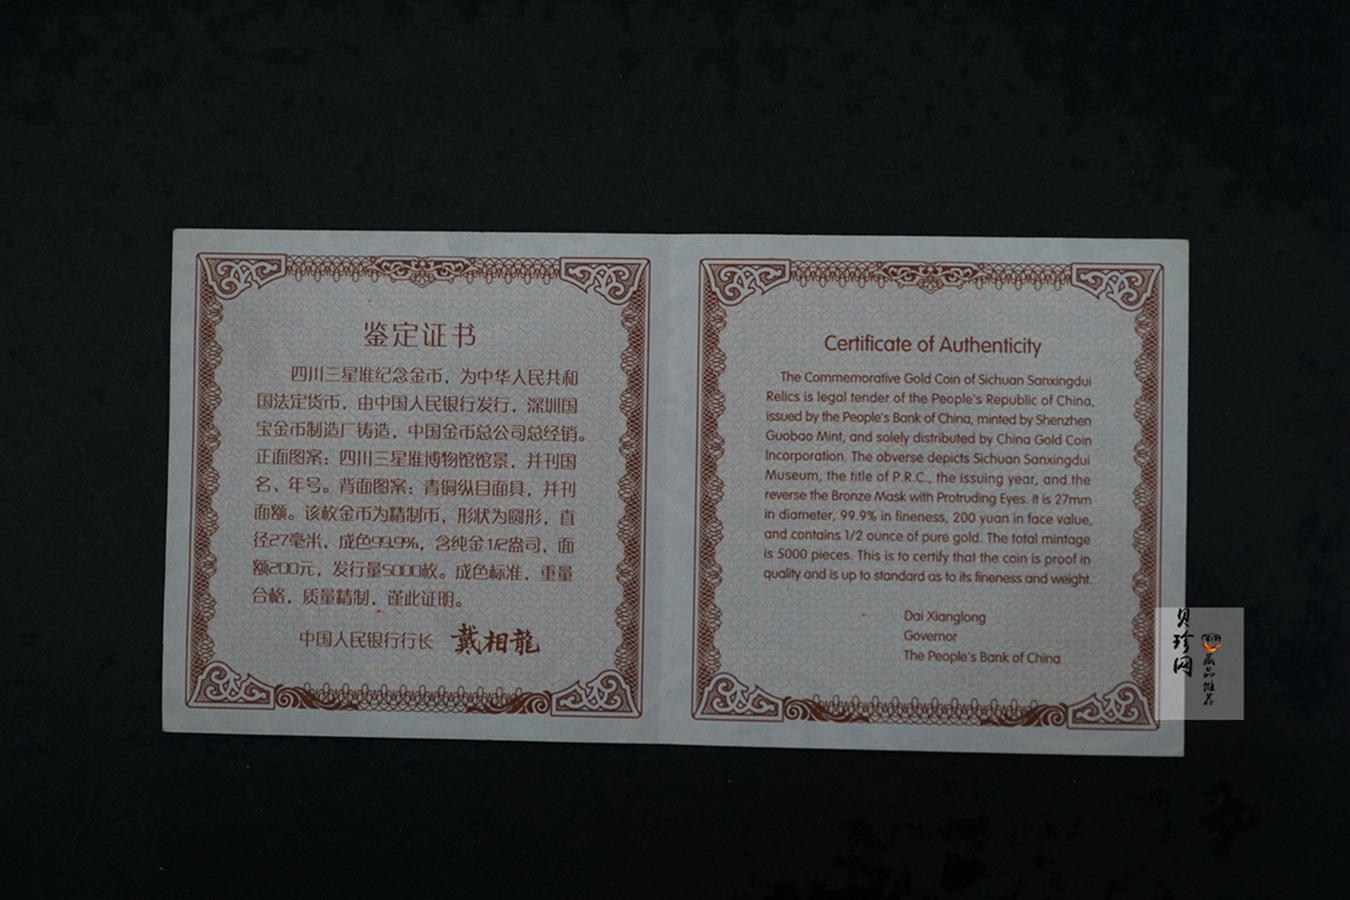 鉴定证书
四川三星堆纪念金币，为中华人民共和
国法定货币，由中国人民银行发行，深圳国
宝金币制造厂铸造，中国金币总公司总经销。
正面图案：四川三星堆博物馆馆景，并刊国
名、年号。背面图案：青铜纵目面具，并刊
面额。该枚金币为精制币，形状为圆形，直
径27毫米，成色99.9%，含纯金1/2盎司，面
额200元，发行量5000枚。成色标准，重量
合格，质量精制，谨此证明。
中国人民银行行长 戴相龍
Certificate of Authenticity
The Commemorative Gold Coin of Sichuan Sanxingdui
Relics is legal tender of the People's Republic of China,
issued by the People's Bank of China, minted by Shenzhen
Guobao Mint, and solely distributed by China Gold Coin
Incorporation. The obverse depicts Sichuan Sanxingdui
Museum, the title of P.R.C., the issuing year, and the
reverse the Bronze Mask with Protruding Eyes. It is 27mm
in diameter, 99.9% in fineness, 200 yuan in face value,
and contains 1/2 ounce of pure gold. The total mintage
is 5000 pieces. This is to certify that the coin is proof in
quality and is up to standard as to its fineness and weight.
Dai Xianglong
Governor
The People's Bank of China
贝珍网
藏品推荐